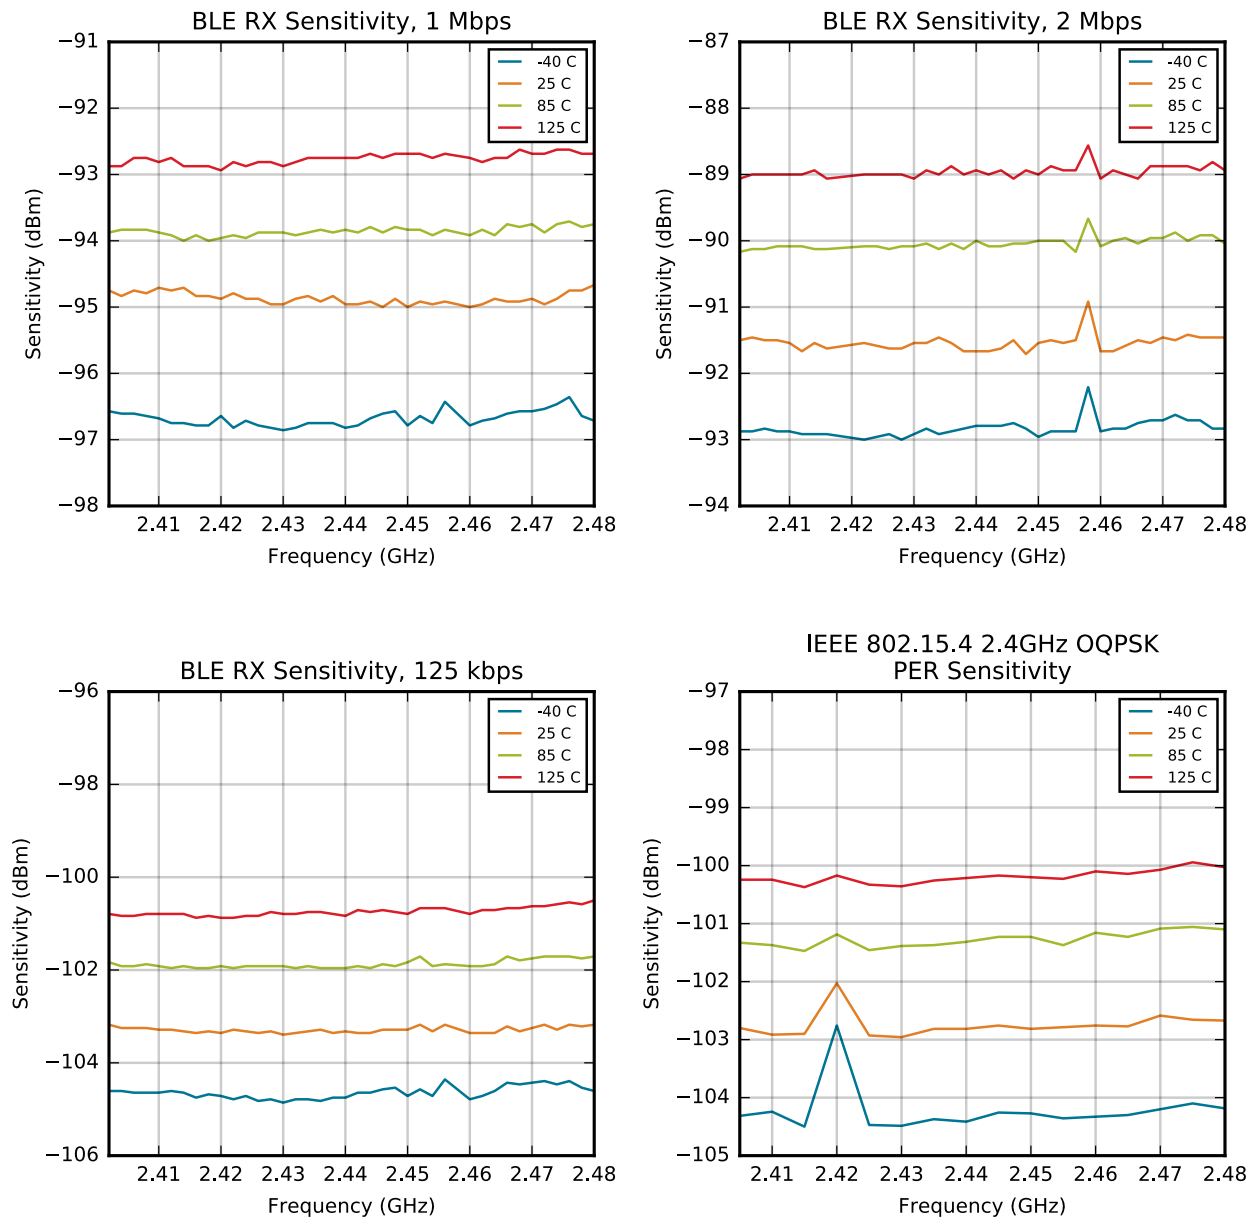 BLE RX Sensitivity, 1 Mbps
−91
−92
−93
−94
−95
−96
−97
−98
Sensitivity (dBm)
-40 C
25 C
85 C
125 C
2.41 2.42 2.43 2.44 2.45 2.46 2.47 2.48
Frequency (GHz)
BLE RX Sensitivity, 2 Mbps
−87
−88
−89
−90
−91
−92
−93
−94
Sensitivity (dBm)
-40 C
25 C
85 C
125 C
2.41 2.42 2.43 2.44 2.45 2.46 2.47 2.48
Frequency (GHz)
BLE RX Sensitivity, 125 kbps
−96
−98
−100
−102
−104
−106
Sensitivity (dBm)
-40 C
25 C
85 C
125 C
2.41 2.42 2.43 2.44 2.45 2.46 2.47 2.48
Frequency (GHz)
IEEE 802.15.4 2.4GHz OQPSK
PER Sensitivity
−97
−98
−99
−100
−101
−102
−103
−104
−105
Sensitivity (dBm)
-40 C
25 C
85 C
125 C
2.41 2.42 2.43 2.44 2.45 2.46 2.47 2.48
Frequency (GHz)